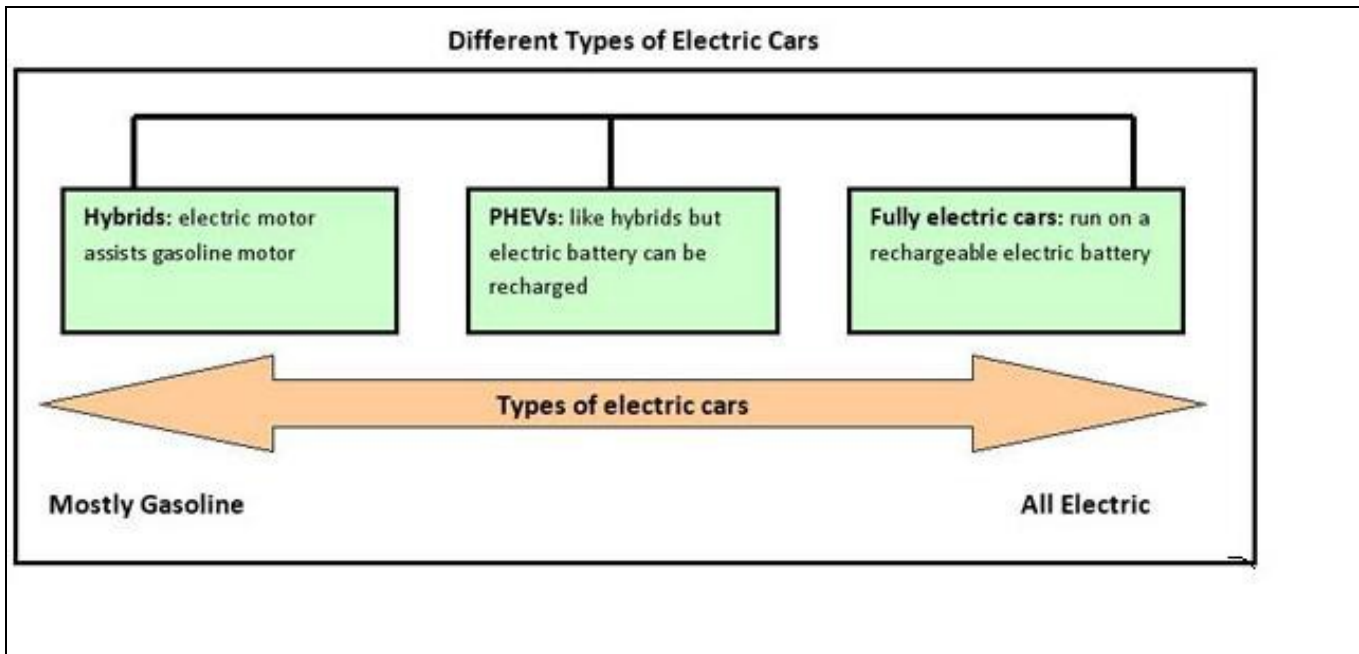 Different Types of Electric Cars
Hybrids: electric motor
assists gasoline motor
PHEVs: like hybrids but
electric battery can be
recharged
Fully electric cars: run on a
rechargeable electric battery
Types of electric cars
Mostly Gasoline
All Electric